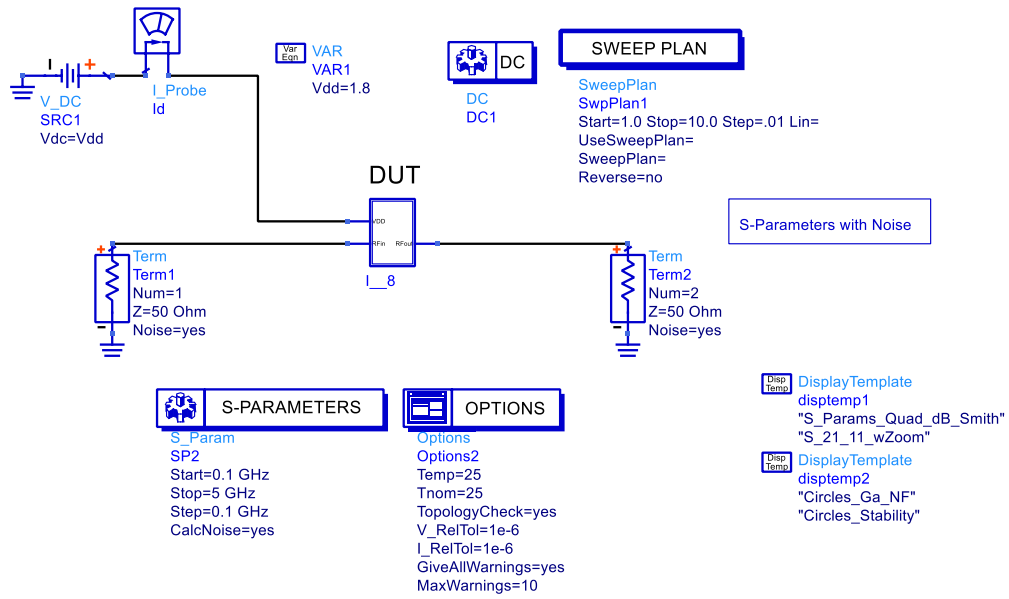 V_DC
SRC1
Vdc=Vdd
I_Probe
Id
Var
Eqn
VAR
VAR1
Vdd=1.8
DC
DC
DC1
SWEEP PLAN
SweepPlan
SwpPlan1
Start=1.0 Stop=10.0 Step=.01 Lin=
UseSweepPlan=
SweepPlan=
Reverse=no
DUT
VDD
RFin
RFout
I__8
S-Parameters with Noise
Term
Term1
Num=1
Z=50 Ohm
Noise=yes
Term
Term2
Num=2
Z=50 Ohm
Noise=yes
S-PARAMETERS
S_Param
SP2
Start=0.1 GHz
Stop=5 GHz
Step=0.1 GHz
CalcNoise=yes
OPTIONS
Options
Options2
Temp=25
Tnom=25
TopologyCheck=yes
V_RelTol=1e-6
I_RelTol=1e-6
GiveAllWarnings=yes
MaxWarnings=10
Disp
Temp
DisplayTemplate
disptemp1
"S_Params_Quad_dB_Smith"
"S_21_11_wZoom"
Disp
Temp
DisplayTemplate
disptemp2
"Circles_Ga_NF"
"Circles_Stability"